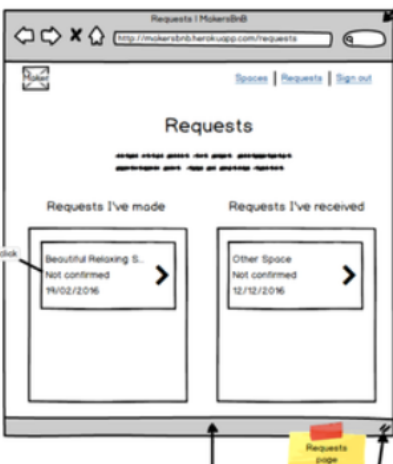 Requests | MakersBnB
http://makersbnb.herokuapp.com/requests
Maker
Spaces | Requests | Sign out
Requests
Requests I've made
Requests I've received
click
Beautiful Relaxing S...
Not confirmed
19/02/2016
Other Space
Not confirmed
12/12/2016
Requests
page